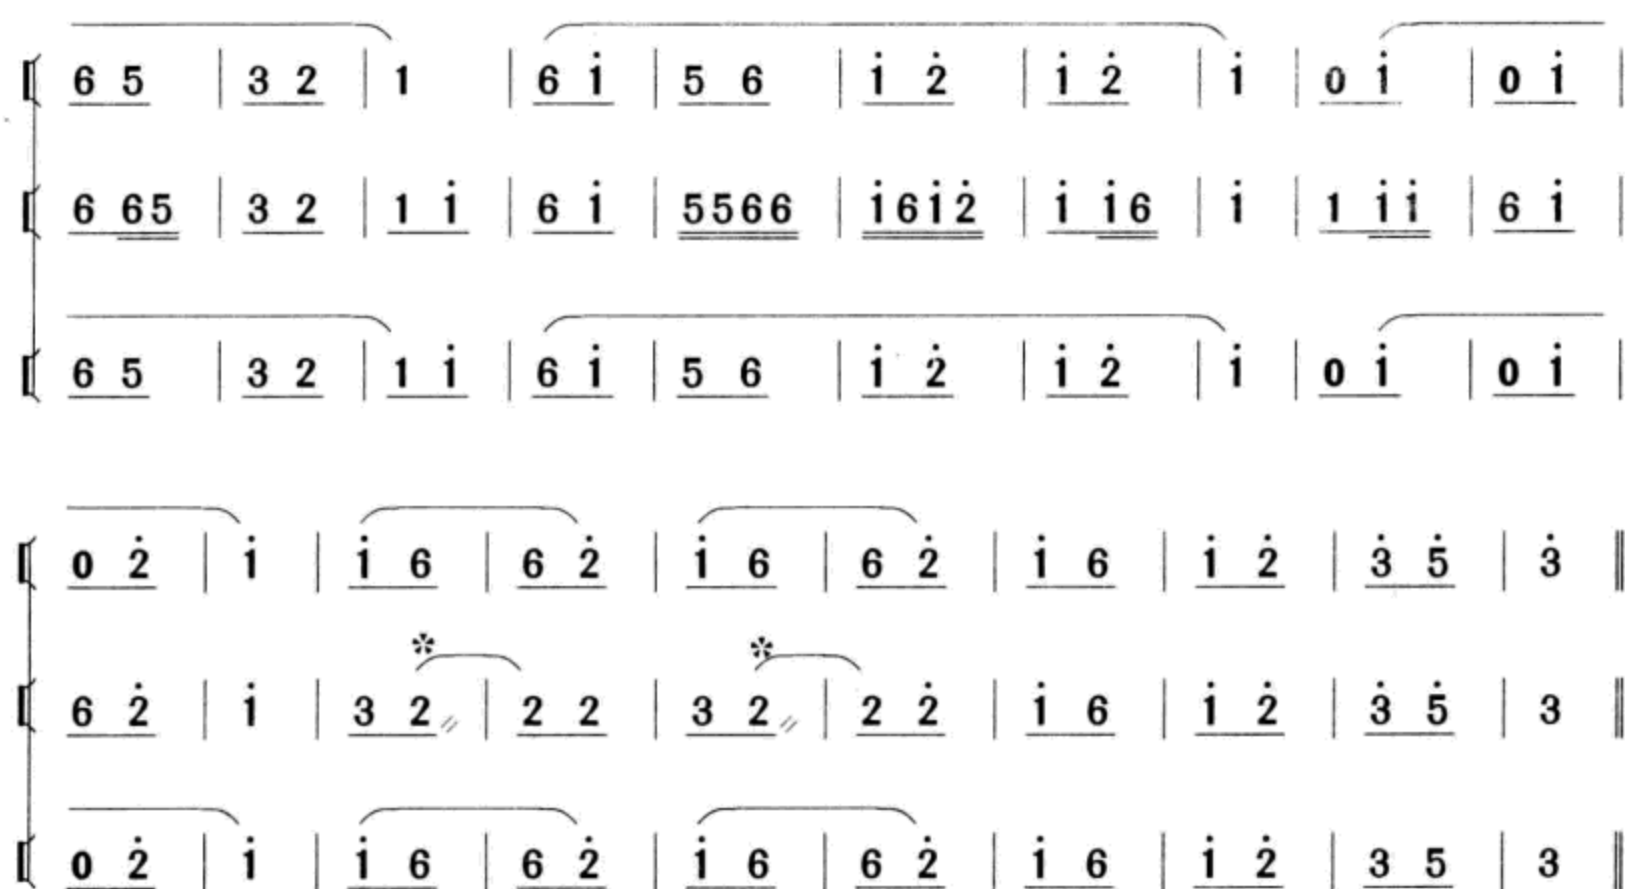 6 5 | 3 2 | 1 | 6 i̇ | 5 6 | i̇ 2̇ | i̇ 2̇ | i̇ | 0 i̇ | 0 i̇ |
6 65 | 3 2 | 1 i̇ | 6 i̇ | 5566 | i̇6i̇2̇ | i̇ i̇6 | i̇ | 1 i̇i̇ | 6 i̇ |
6 5 | 3 2 | 1 i̇ | 6 i̇ | 5 6 | i̇ 2̇ | i̇ 2̇ | i̇ | 0 i̇ | 0 i̇ |
0 2̇ | i̇ | i̇ 6 | 6 2̇ | i̇ 6 | 6 2̇ | i̇ 6 | i̇ 2̇ | 3̇ 5̇ | 3̇ ‖
* *
6 2̇ | i̇ | 3 2〃 | 2 2 | 3 2〃 | 2 2̇ | i̇ 6 | i̇ 2̇ | 3̇ 5̇ | 3 ‖
0 2̇ | i̇ | i̇ 6 | 6 2̇ | i̇ 6 | 6 2̇ | i̇ 6 | i̇ 2̇ | 3 5 | 3 ‖